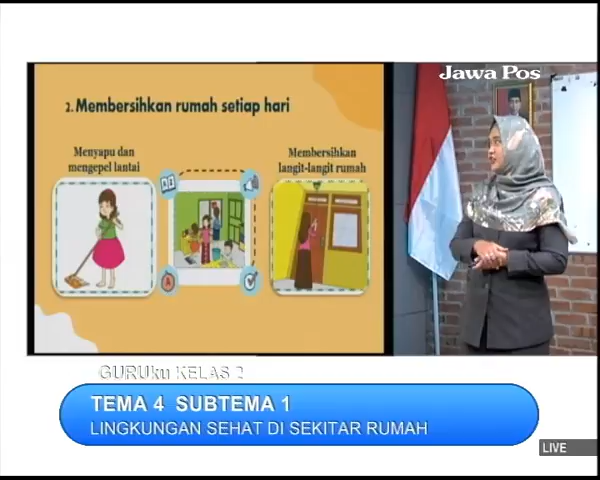 Jawa Pos
2. Membersihkan rumah setiap hari
Menyapu dan
mengepel lantai
Membersihkan
langit-langit rumah
GURUku KELAS 2
TEMA 4 SUBTEMA 1
LINGKUNGAN SEHAT DI SEKITAR RUMAH
LIVE